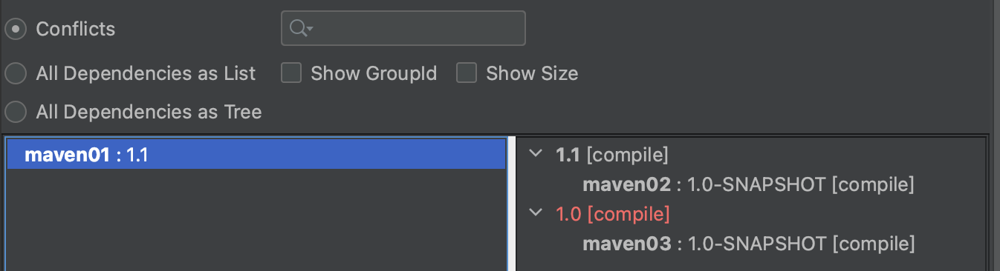 Conflicts
All Dependencies as List Show GroupId Show Size
All Dependencies as Tree
maven01 : 1.1
1.1 [compile]
maven02 : 1.0-SNAPSHOT [compile]
1.0 [compile]
maven03 : 1.0-SNAPSHOT [compile]